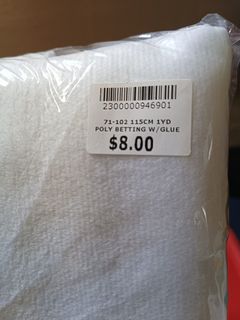 2300000946901
71-102 115CM 1YD
POLY BETTING W/GLUE
$8.00